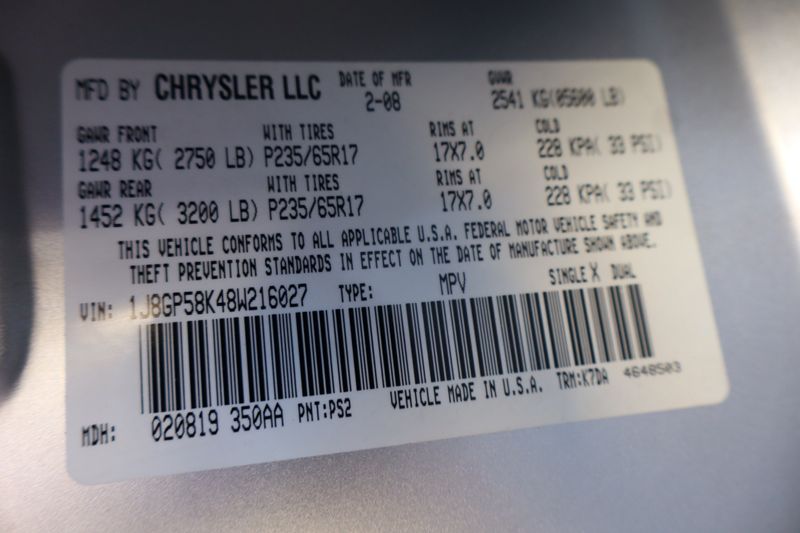 MFD BY CHRYSLER LLC DATE OF MFR GVWR
2-08 2541 KG(05600 LB)
GAWR FRONT WITH TIRES RIMS AT COLD
1248 KG( 2750 LB) P235/65R17 17X7.0 228 KPA( 33 PSI)
GAWR REAR WITH TIRES RIMS AT COLD
1452 KG( 3200 LB) P235/65R17 17X7.0 228 KPA( 33 PSI)
THIS VEHICLE CONFORMS TO ALL APPLICABLE U.S.A. FEDERAL MOTOR VEHICLE SAFETY AND
THEFT PREVENTION STANDARDS IN EFFECT ON THE DATE OF MANUFACTURE SHOWN ABOVE.
VIN: 1J8GP58K48W216027 TYPE: MPV SINGLE X DUAL
MDH: 020819 350AA PNT:PS2 VEHICLE MADE IN U.S.A. TRM:K7DA 4648503